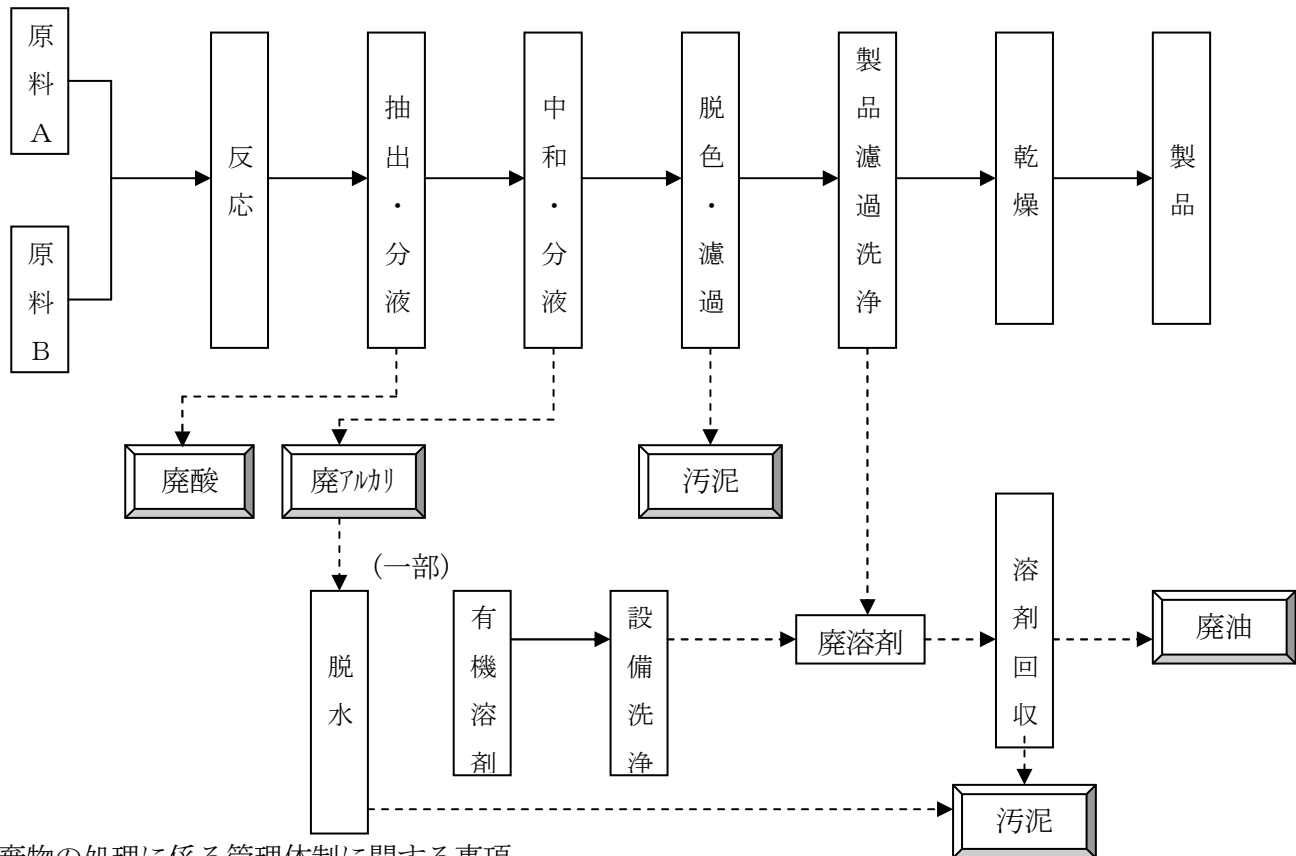 原料A
原料B
反応
抽出・分液
中和・分液
脱色・濾過
製品濾過洗浄
乾燥
製品
廃酸
廃ｱﾙｶﾘ
汚泥
(一部)
脱水
有機溶剤
設備洗浄
廃溶剤
溶剤回収
廃油
汚泥
棄物の処理に係る管理体制に関する事項